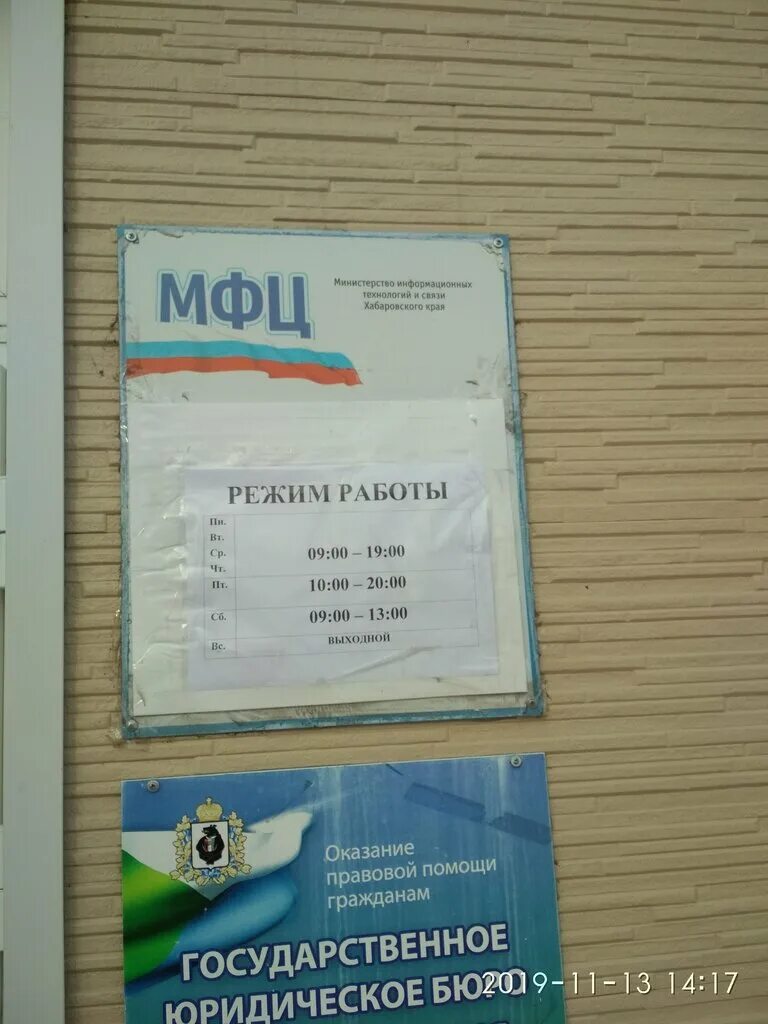 МФЦ
Министерство информационных
технологий и связи
Хабаровского края
РЕЖИМ РАБОТЫ
Пн.
Вт.
Ср. 09:00 – 19:00
Чт.
Пт. 10:00 – 20:00
Сб. 09:00 – 13:00
Вс. ВЫХОДНОЙ
Оказание
правовой помощи
гражданам
ГОСУДАРСТВЕННОЕ
ЮРИДИЧЕСКОЕ БЮРО
2019-11-13 14:17